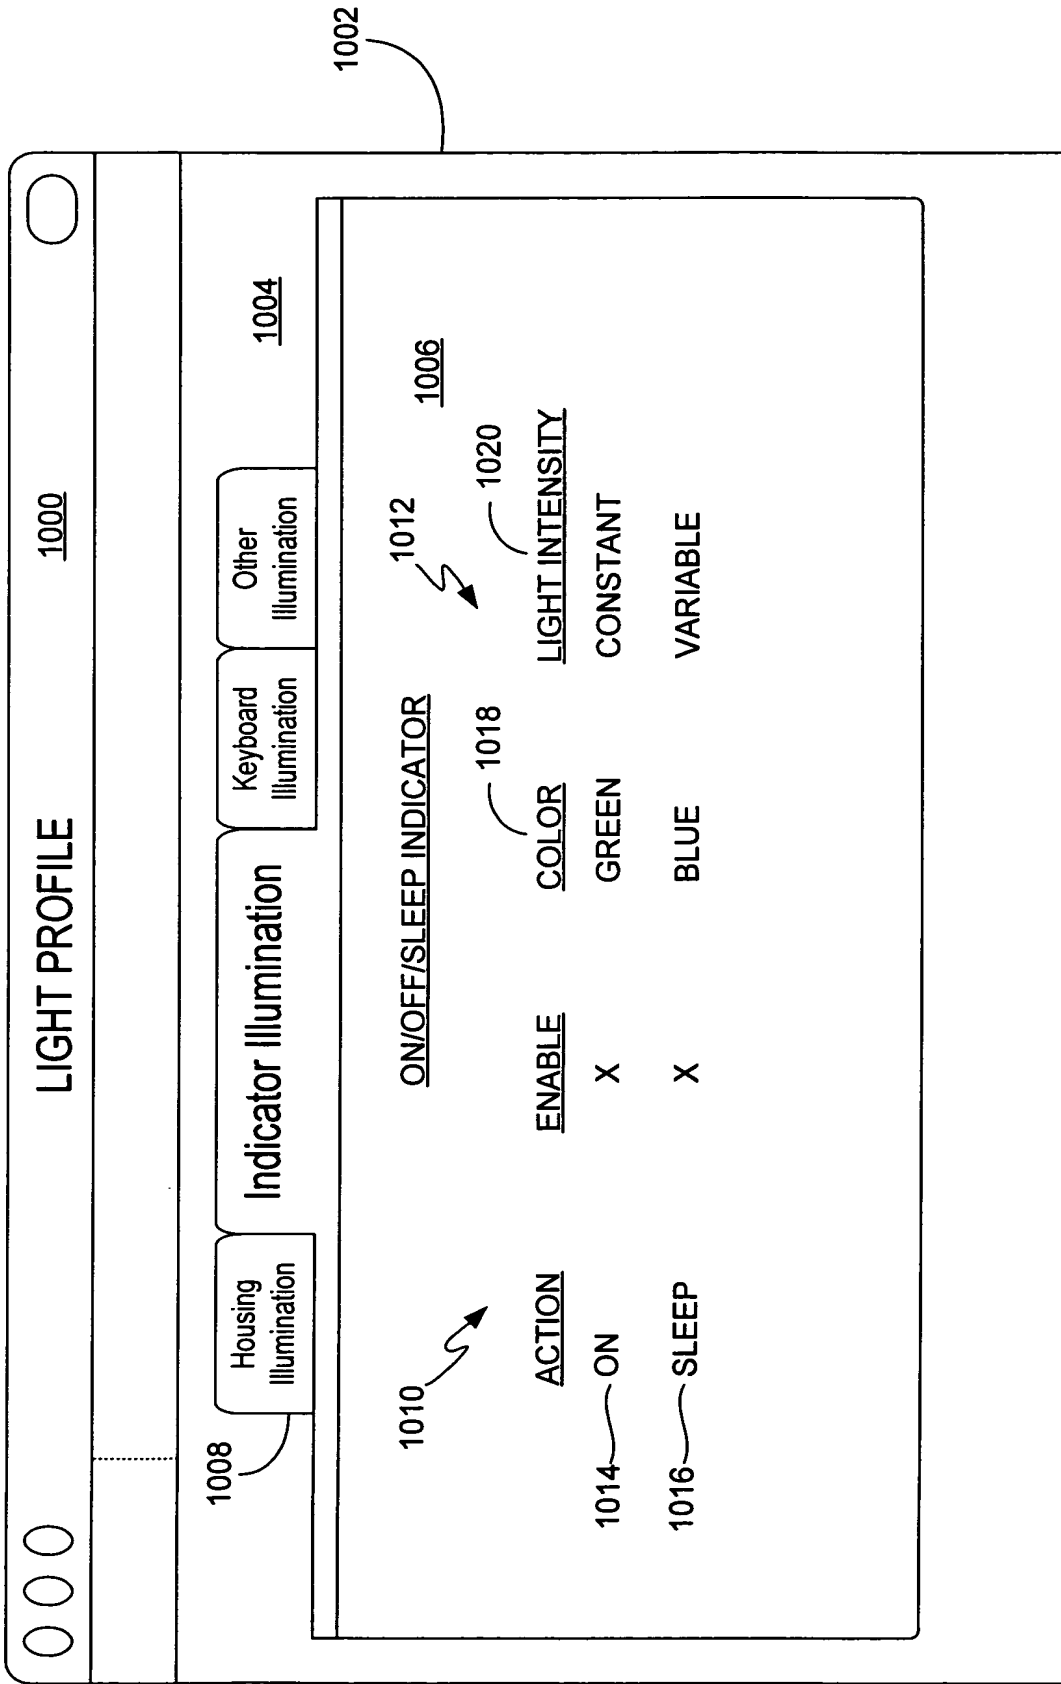 LIGHT PROFILE
1000
1002
1004
1008
Housing
Illumination
Indicator Illumination
Keyboard
Illumination
Other
Illumination
1006
ON/OFF/SLEEP INDICATOR
1010
1012
1018
1020
ACTION ENABLE COLOR LIGHT INTENSITY
1014 ON X GREEN CONSTANT
1016 SLEEP X BLUE VARIABLE